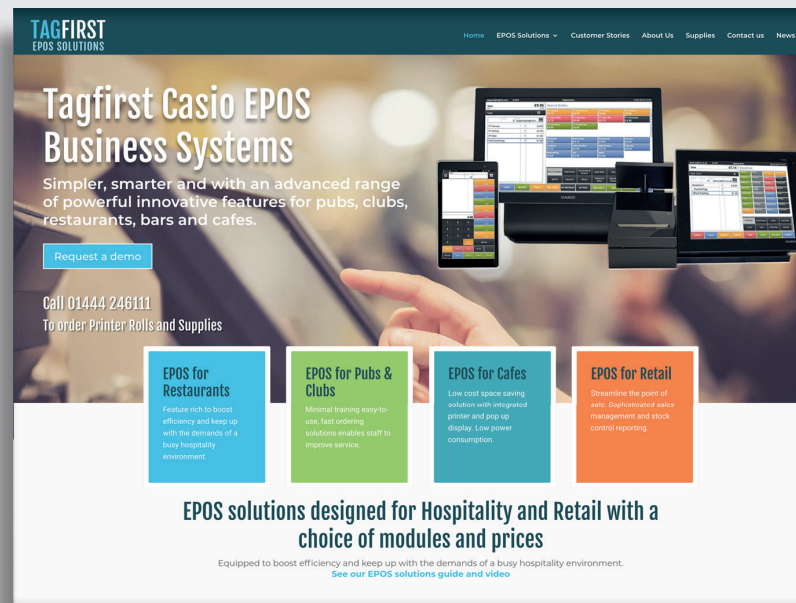 TAGFIRST
EPOS SOLUTIONS
Home EPOS Solutions Customer Stories About Us Supplies Contact us News
Tagfirst Casio EPOS
Business Systems
Simpler, smarter and with an advanced range
of powerful innovative features for pubs, clubs,
restaurants, bars and cafes.
Request a demo
Call 01444 246111
To order Printer Rolls and Supplies
CASIO
EPOS for
Restaurants
Feature rich to boost
efficiency and keep up
with the demands of a
busy hospitality
environment.
EPOS for Pubs &
Clubs
Minimal training easy-to-
use, fast ordering
solutions enables staff to
improve service.
EPOS for Cafes
Low cost space saving
solution with integrated
printer and pop up
display. Low power
consumption.
EPOS for Retail
Streamline the point of
sale. Sophisticated sales
management and stock
control reporting.
EPOS solutions designed for Hospitality and Retail with a
choice of modules and prices
Equipped to boost efficiency and keep up with the demands of a busy hospitality environment.
See our EPOS solutions guide and video